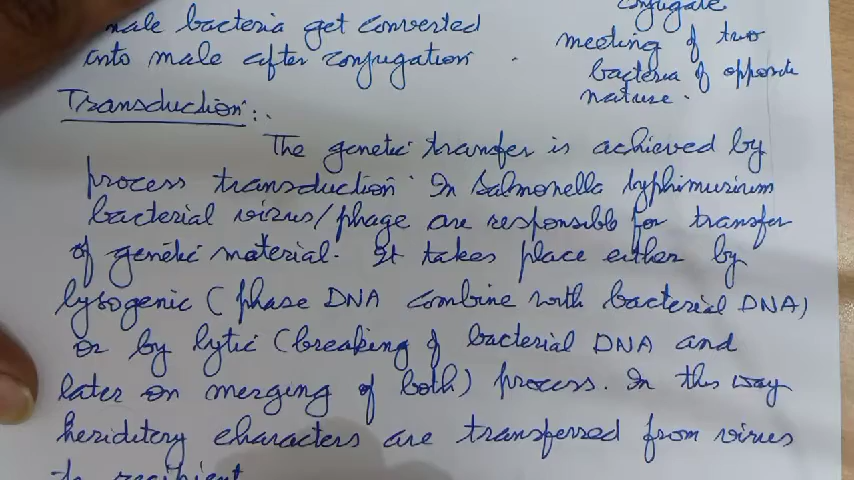 male bacteria get converted
into male after conjugation.
conjugate
meeting of two
bacteria of opposite
nature.
Transduction:.
The genetic transfer is achieved by
process transduction. In Salmonella typhimurium
bacterial virus/phage are responsible for transfer
of genetic material. It takes place either by
lysogenic (phase DNA combine with bacterial DNA)
or by lytic (breaking of bacterial DNA and
later on merging of both) process. In this way
heriditery characters are transferred from virus
to recipient